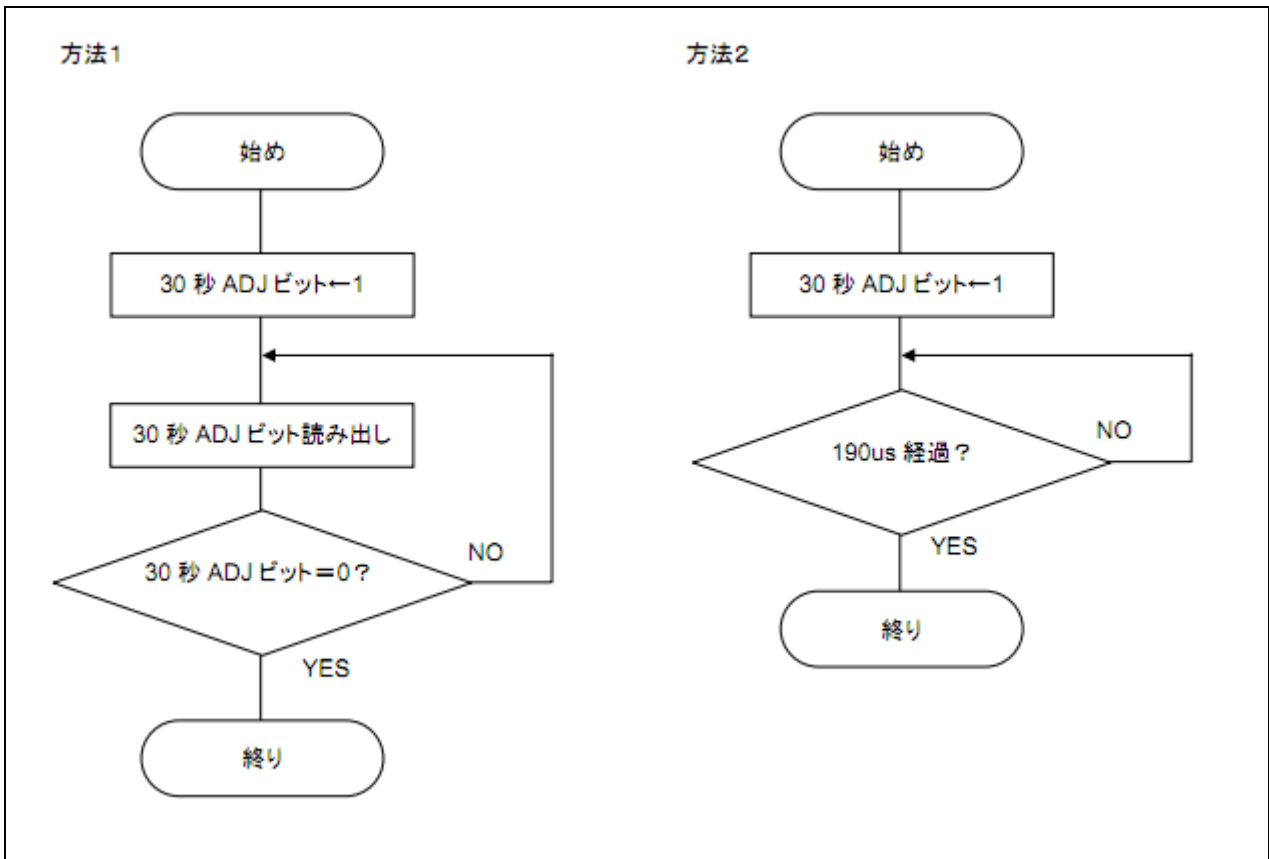 方法1
始め
30 秒 ADJ ビット←1
30 秒 ADJ ビット読み出し
30 秒 ADJ ビット=0?
NO
YES
終り
方法2
始め
30 秒 ADJ ビット←1
190us 経過?
NO
YES
終り